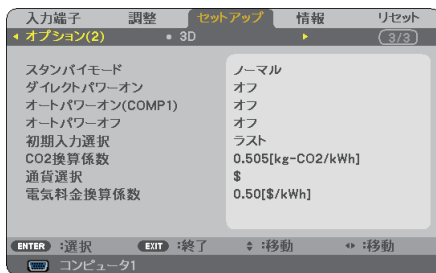 入力端子 調整 セットアップ 情報 リセット
オプション(2) 3D 3/3
スタンバイモード ノーマル
ダイレクトパワーオン オフ
オートパワーオン(COMP1) オフ
オートパワーオフ オフ
初期入力選択 ラスト
CO2換算係数 0.505[kg-CO2/kWh]
通貨選択 $
電気料金換算係数 0.50[$/kWh]
ENTER :選択 EXIT :終了 :移動 :移動
コンピュータ1